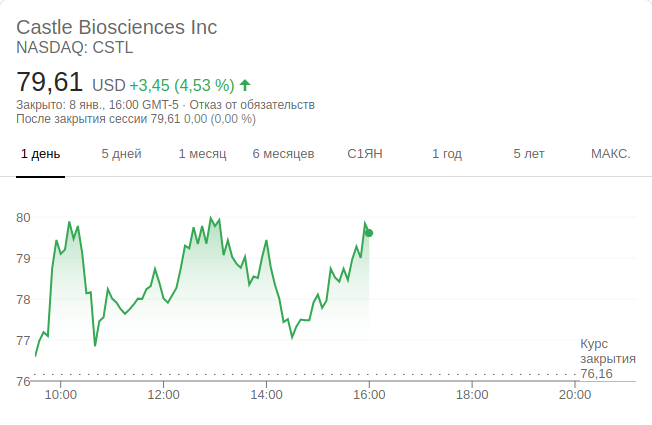 Castle Biosciences Inc
NASDAQ: CSTL
79,61 USD +3,45 (4,53 %)
Закрыто: 8 янв., 16:00 GMT-5 · Отказ от обязательств
После закрытия сессии 79,61 0,00 (0,00 %)
1 день 5 дней 1 месяц 6 месяцев С1ЯН 1 год 5 лет МАКС.
80
79
78
77
Курс
закрытия
76,16
76
10:00 12:00 14:00 16:00 18:00 20:00